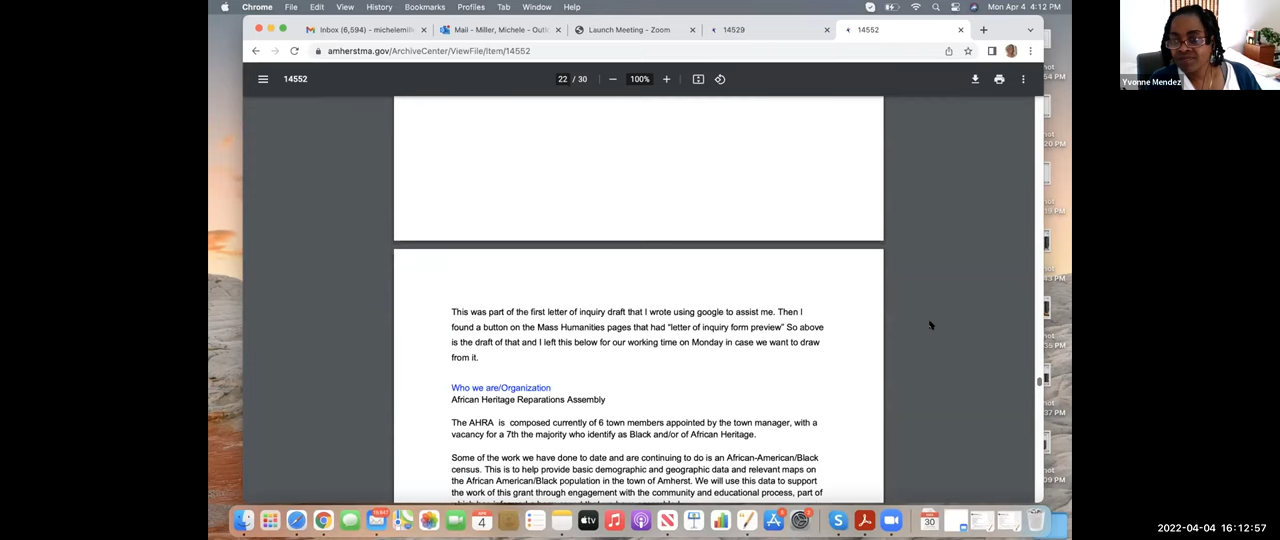 Chrome File Edit View History Bookmarks Profiles Tab Window Help Mon Apr 4 4:12 PM
Inbox (6,594) - michelemill Mail - Miller, Michele - Outl Launch Meeting - Zoom 14529 14552
amherstma.gov/ArchiveCenter/ViewFile/Item/14552
14552 22 / 30 100%
Yvonne Mendez
This was part of the first letter of inquiry draft that I wrote using google to assist me. Then I
found a button on the Mass Humanities pages that had "letter of inquiry form preview" So above
is the draft of that and I left this below for our working time on Monday in case we want to draw
from it.
Who we are/Organization
African Heritage Reparations Assembly
The AHRA is composed currently of 6 town members appointed by the town manager, with a
vacancy for a 7th the majority who identify as Black and/or of African Heritage.
Some of the work we have done to date and are continuing to do is an African-American/Black
census. This is to help provide basic demographic and geographic data and relevant maps on
the African American/Black population in the town of Amherst. We will use this data to support
the work of this grant through engagement with the community and educational process, part of
2022-04-04 16:12:57